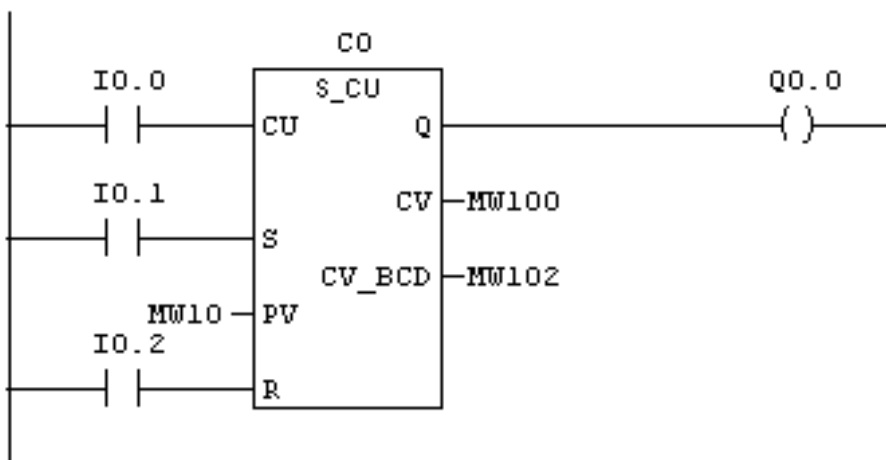 C0
I0.0
S_CU
Q0.0
CU
Q
I0.1
CV
MW100
S
CV_BCD
MW102
MW10
PV
I0.2
R